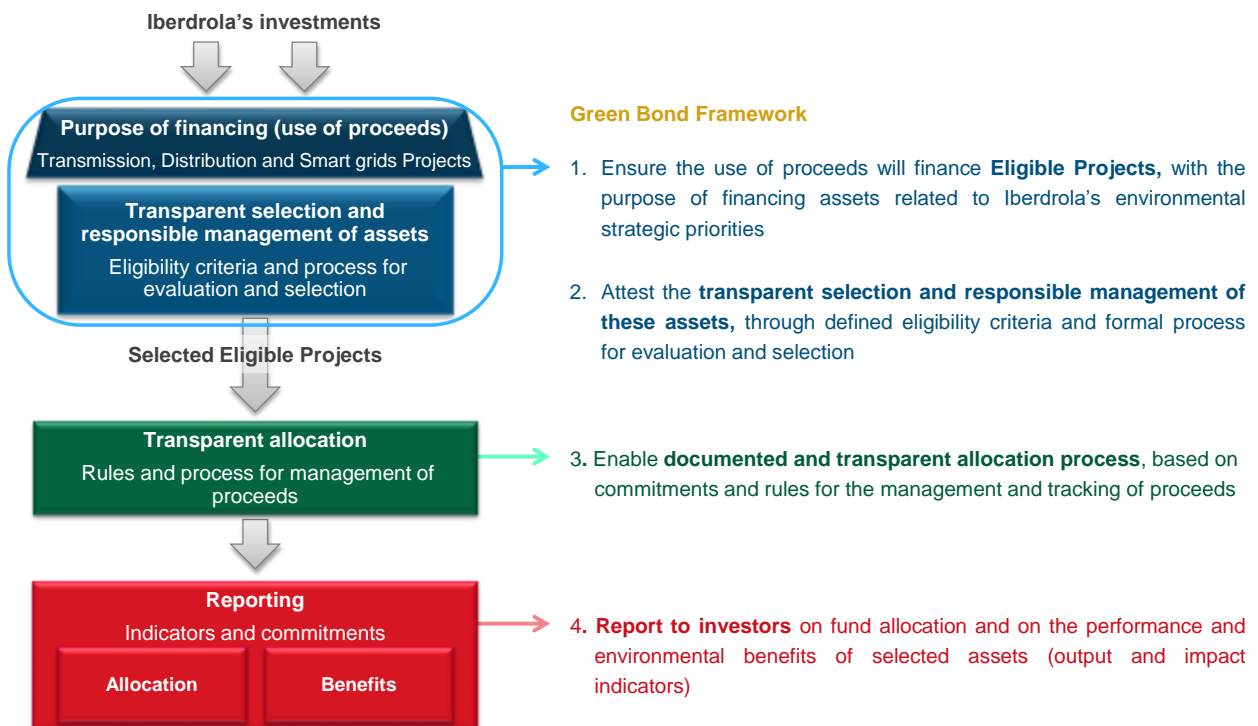 Iberdrola's investments
Purpose of financing (use of proceeds)
Transmission, Distribution and Smart grids Projects
Transparent selection and
responsible management of assets
Eligibility criteria and process for
evaluation and selection
Selected Eligible Projects
Transparent allocation
Rules and process for management of
proceeds
Reporting
Indicators and commitments
Allocation
Benefits
Green Bond Framework
1. Ensure the use of proceeds will finance Eligible Projects, with the
purpose of financing assets related to Iberdrola's environmental
strategic priorities
2. Attest the transparent selection and responsible management of
these assets, through defined eligibility criteria and formal process
for evaluation and selection
3. Enable documented and transparent allocation process, based on
commitments and rules for the management and tracking of proceeds
4. Report to investors on fund allocation and on the performance and
environmental benefits of selected assets (output and impact
indicators)